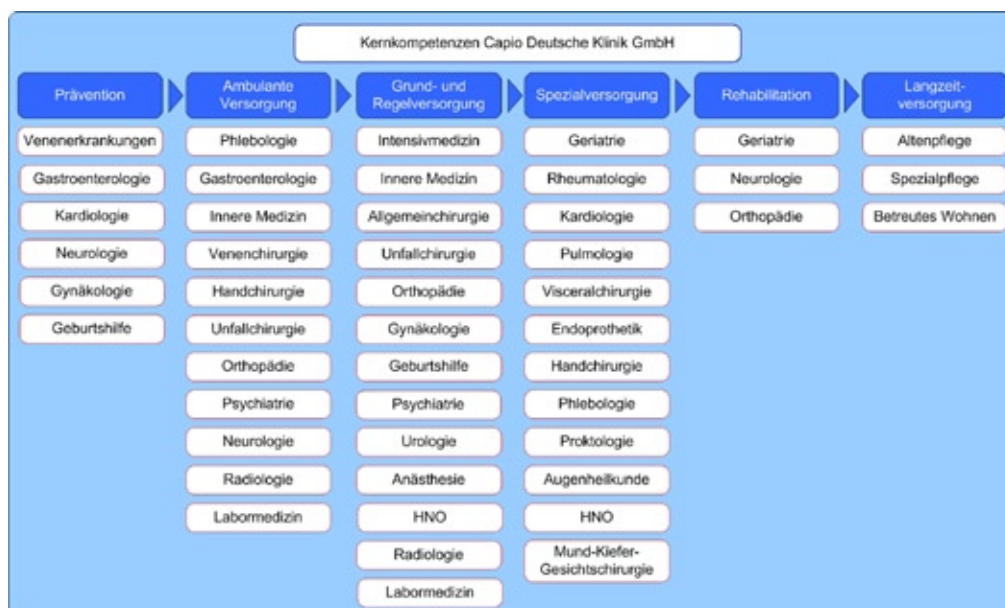 Kernkompetenzen Capio Deutsche Klinik GmbH
Prävention
Venenerkrankungen
Gastroenterologie
Kardiologie
Neurologie
Gynäkologie
Geburtshilfe
Ambulante
Versorgung
Phlebologie
Gastroenterologie
Innere Medizin
Venenchirurgie
Handchirurgie
Unfallchirurgie
Orthopädie
Psychiatrie
Neurologie
Radiologie
Labormedizin
Grund- und
Regelversorgung
Intensivmedizin
Innere Medizin
Allgemeinchirurgie
Unfallchirurgie
Orthopädie
Gynäkologie
Geburtshilfe
Psychiatrie
Urologie
Anästhesie
HNO
Radiologie
Labormedizin
Spezialversorgung
Geriatrie
Rheumatologie
Kardiologie
Pulmologie
Visceralchirurgie
Endoprothetik
Handchirurgie
Phlebologie
Proktologie
Augenheilkunde
HNO
Mund-Kiefer-
Gesichtschirurgie
Rehabilitation
Geriatrie
Neurologie
Orthopädie
Langzeit-
versorgung
Altenpflege
Spezialpflege
Betreutes Wohnen